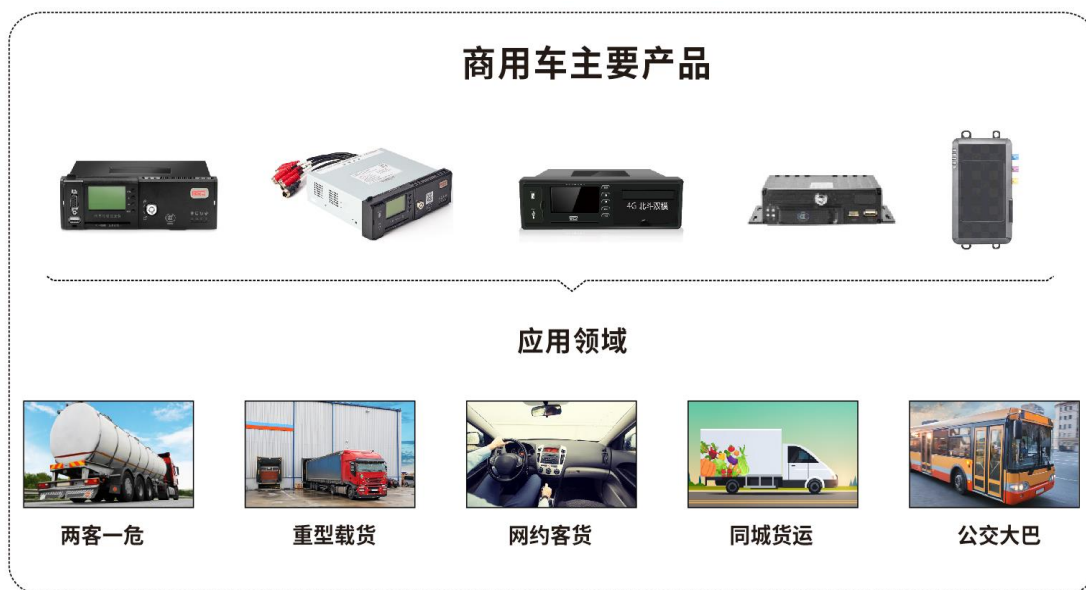 商用车主要产品
4G 北斗双模
应用领域
两客一危
重型载货
网约客货
同城货运
公交大巴